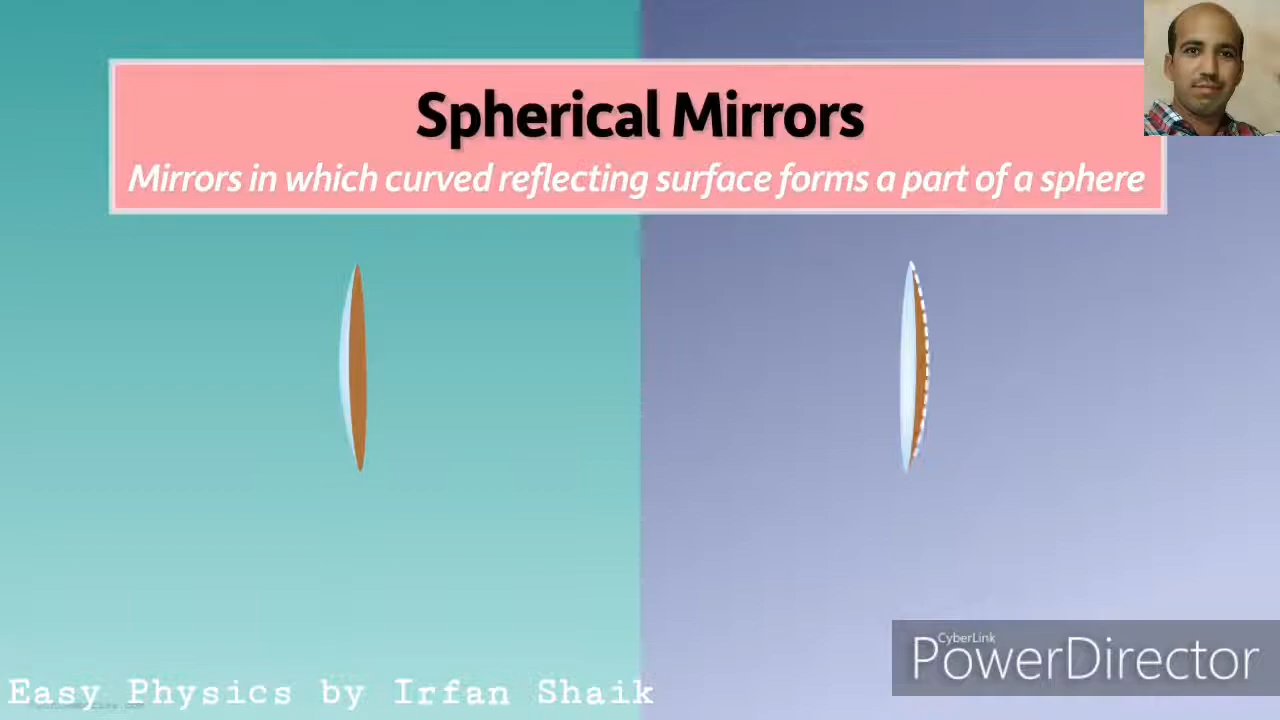 Spherical Mirrors
Mirrors in which curved reflecting surface forms a part of a sphere
CyberLink
PowerDirector
Easy Physics by Irfan Shaik